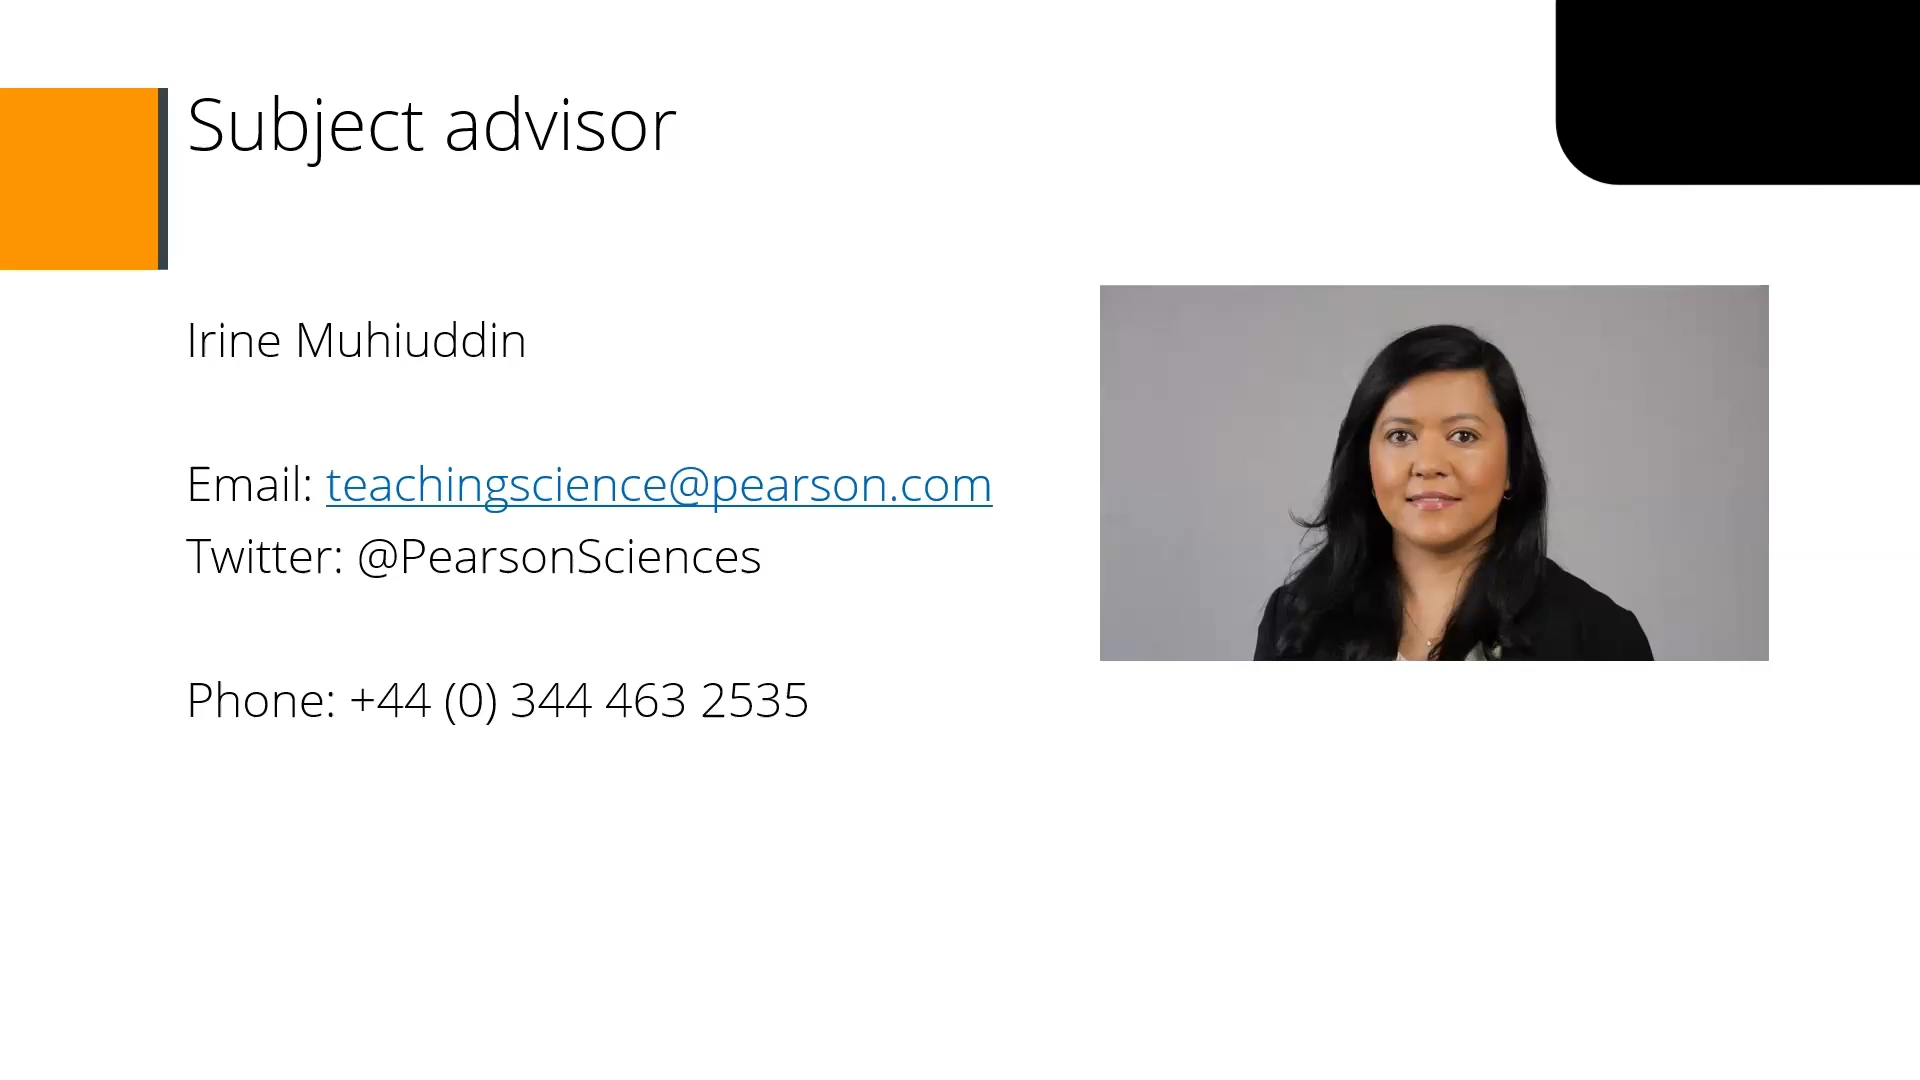 Subject advisor
Irine Muhiuddin
Email: teachingscience@pearson.com
Twitter: @PearsonSciences
Phone: +44 (0) 344 463 2535